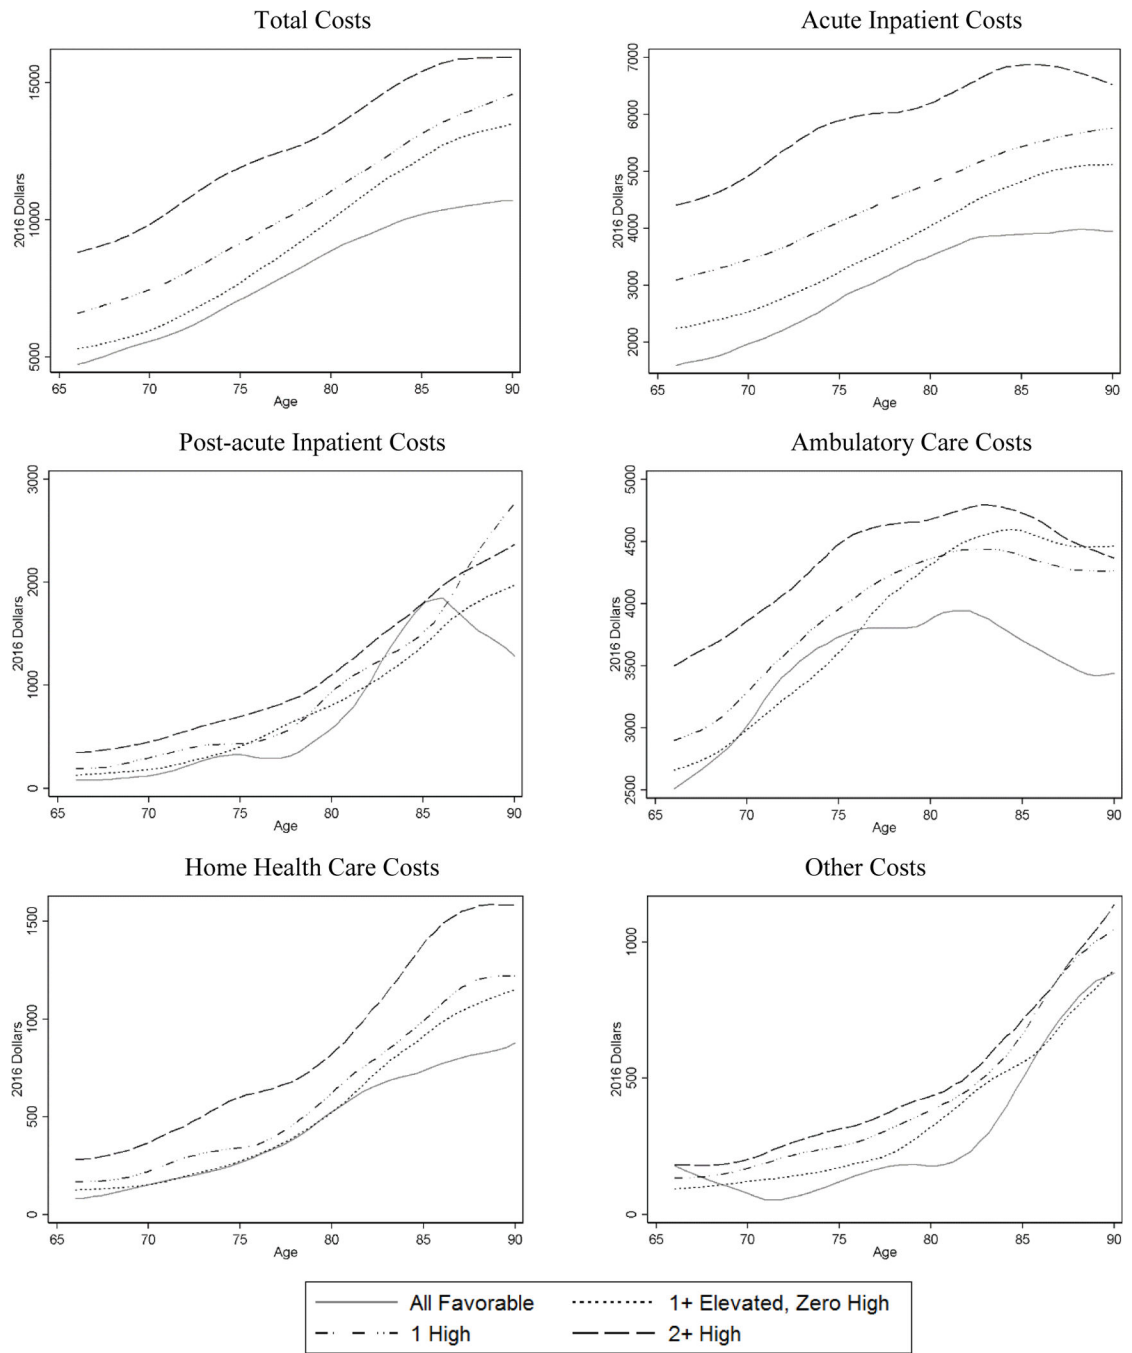 Total Costs
2016 Dollars
5000 10000 15000
65 70 75 80 85 90
Age
Acute Inpatient Costs
2016 Dollars
2000 3000 4000 5000 6000 7000
65 70 75 80 85 90
Age
Post-acute Inpatient Costs
2016 Dollars
0 1000 2000 3000
65 70 75 80 85 90
Age
Ambulatory Care Costs
2016 Dollars
2500 3000 3500 4000 4500 5000
65 70 75 80 85 90
Age
Home Health Care Costs
2016 Dollars
0 500 1000 1500
65 70 75 80 85 90
Age
Other Costs
2016 Dollars
0 500 1000
65 70 75 80 85 90
Age
All Favorable 1+ Elevated, Zero High
1 High 2+ High